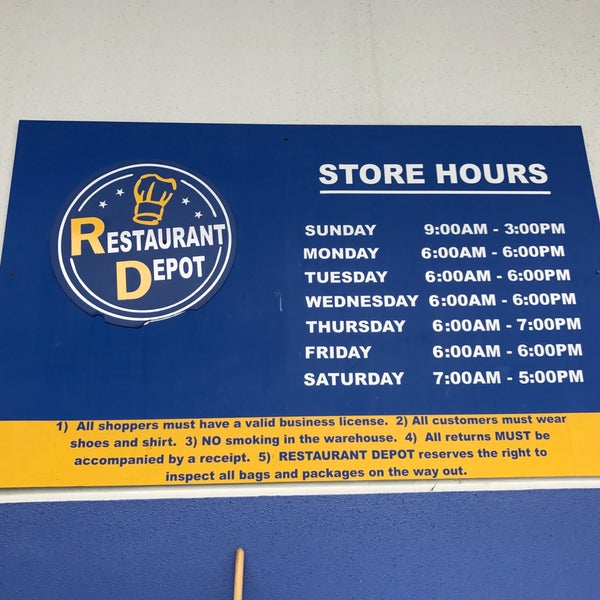 RESTAURANT
DEPOT
STORE HOURS
SUNDAY 9:00AM - 3:00PM
MONDAY 6:00AM - 6:00PM
TUESDAY 6:00AM - 6:00PM
WEDNESDAY 6:00AM - 6:00PM
THURSDAY 6:00AM - 7:00PM
FRIDAY 6:00AM - 6:00PM
SATURDAY 7:00AM - 5:00PM
1) All shoppers must have a valid business license. 2) All customers must wear
shoes and shirt. 3) NO smoking in the warehouse. 4) All returns MUST be
accompanied by a receipt. 5) RESTAURANT DEPOT reserves the right to
inspect all bags and packages on the way out.